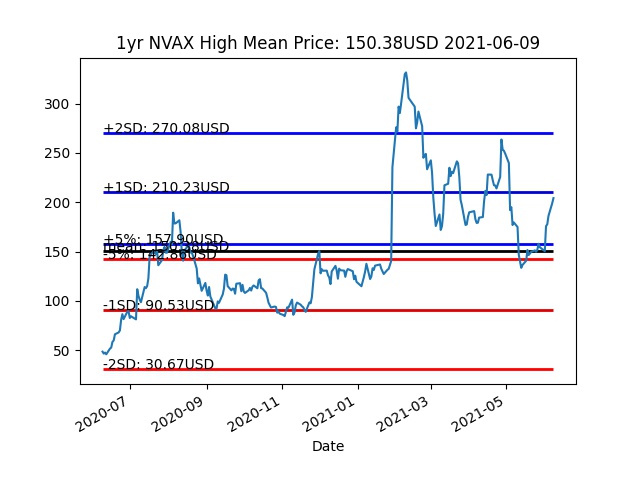 1yr NVAX High Mean Price: 150.38USD 2021-06-09
300
250
200
150
100
50
+2SD: 270.08USD
+1SD: 210.23USD
+5%: 157.90USD
-5%: 142.86USD
-1SD: 90.53USD
-2SD: 30.67USD
2020-07
2020-09
2020-11
2021-01
2021-03
2021-05
Date